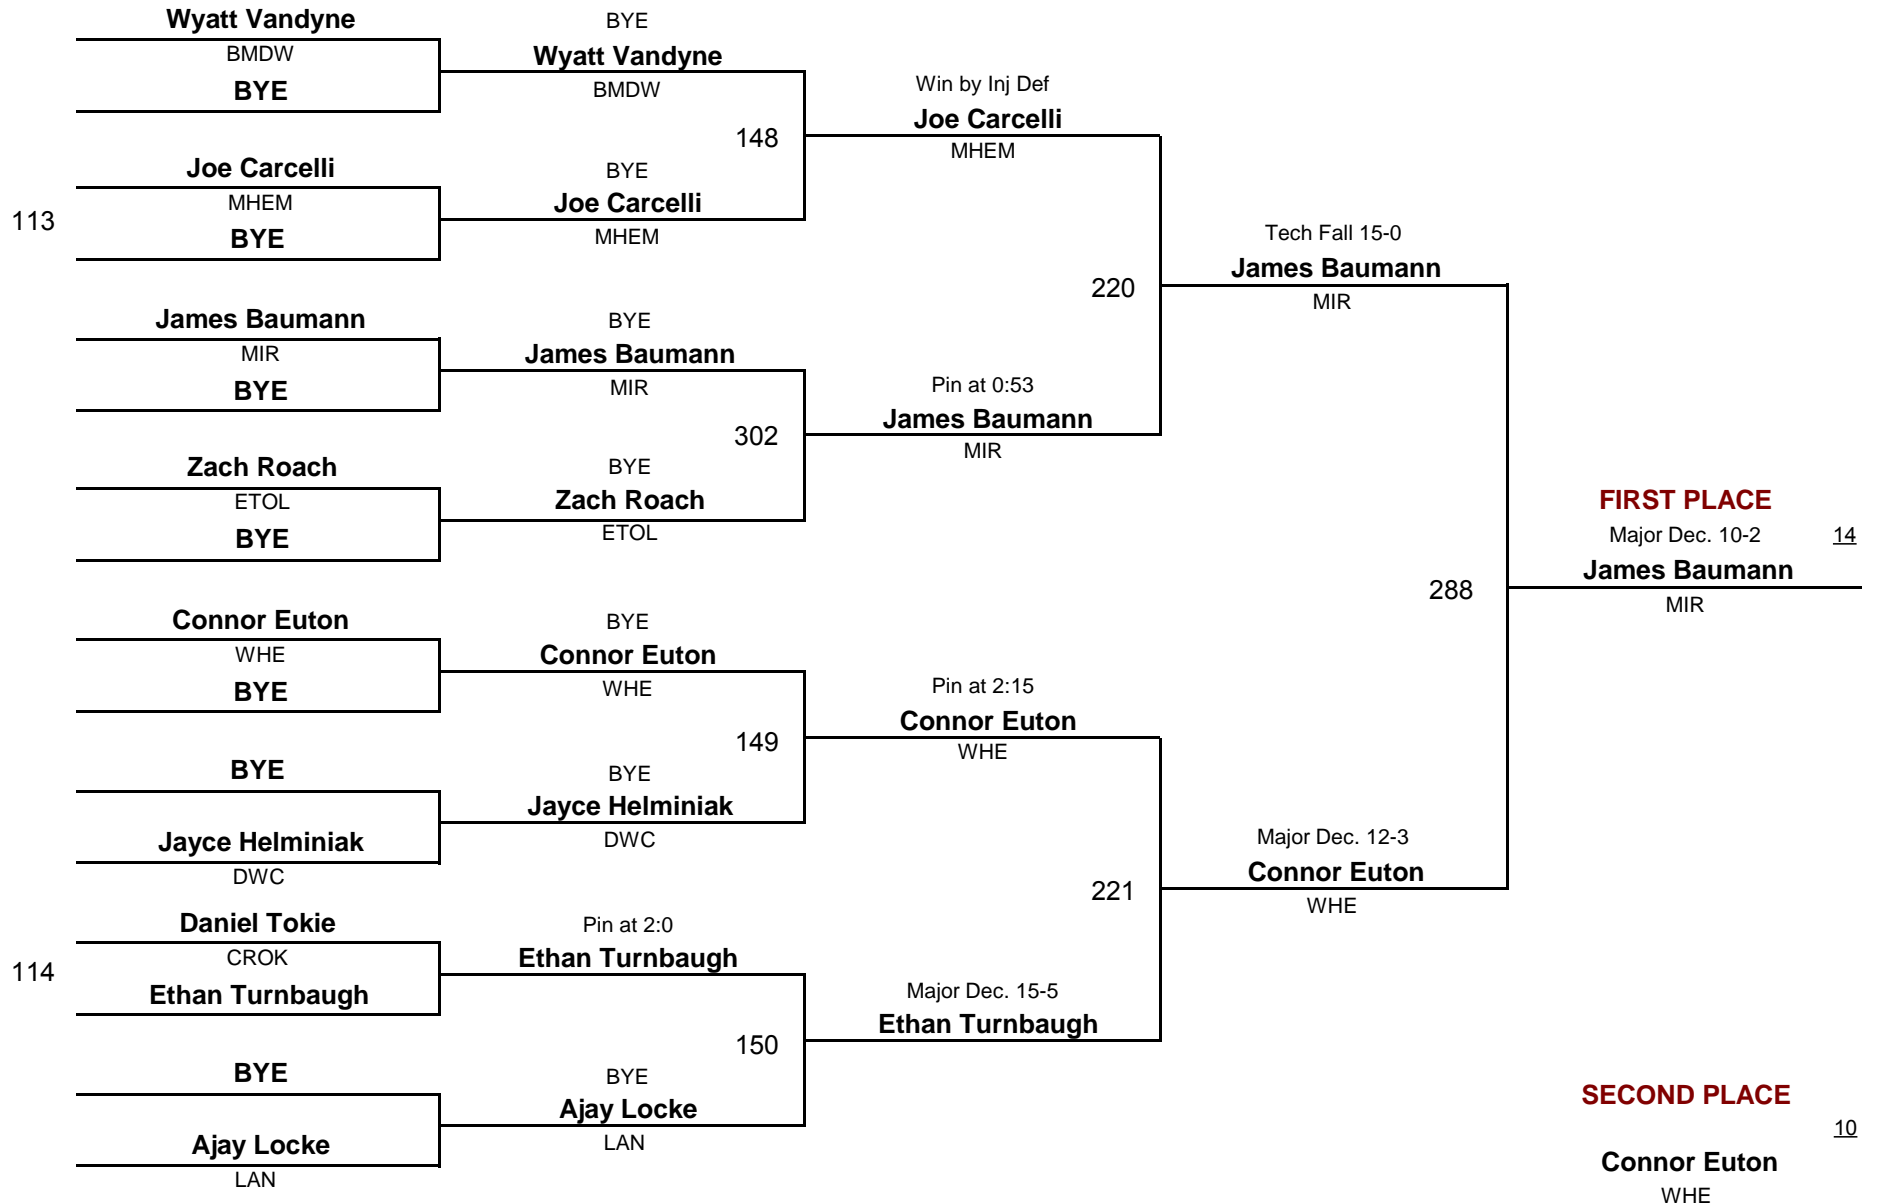 Wyatt Vandyne
BMDW
BYE
113
Joe Carcelli
MHEM
BYE
James Baumann
MIR
BYE
Zach Roach
ETOL
BYE
Connor Euton
WHE
BYE
BYE
Jayce Helminiak
DWC
114
Daniel Tokie
CROK
Ethan Turnbaugh
BYE
Ajay Locke
LAN
BYE
Wyatt Vandyne
BMDW
148
BYE
Joe Carcelli
MHEM
BYE
James Baumann
MIR
302
BYE
Zach Roach
ETOL
BYE
Connor Euton
WHE
149
BYE
Jayce Helminiak
DWC
Pin at 2:0
Ethan Turnbaugh
150
BYE
Ajay Locke
LAN
Win by Inj Def
Joe Carcelli
MHEM
220
Pin at 0:53
James Baumann
MIR
Pin at 2:15
Connor Euton
WHE
221
Major Dec. 15-5
Ethan Turnbaugh
Tech Fall 15-0
James Baumann
MIR
288
Major Dec. 12-3
Connor Euton
WHE
FIRST PLACE
Major Dec. 10-2 14
James Baumann
MIR
SECOND PLACE
10
Connor Euton
WHE